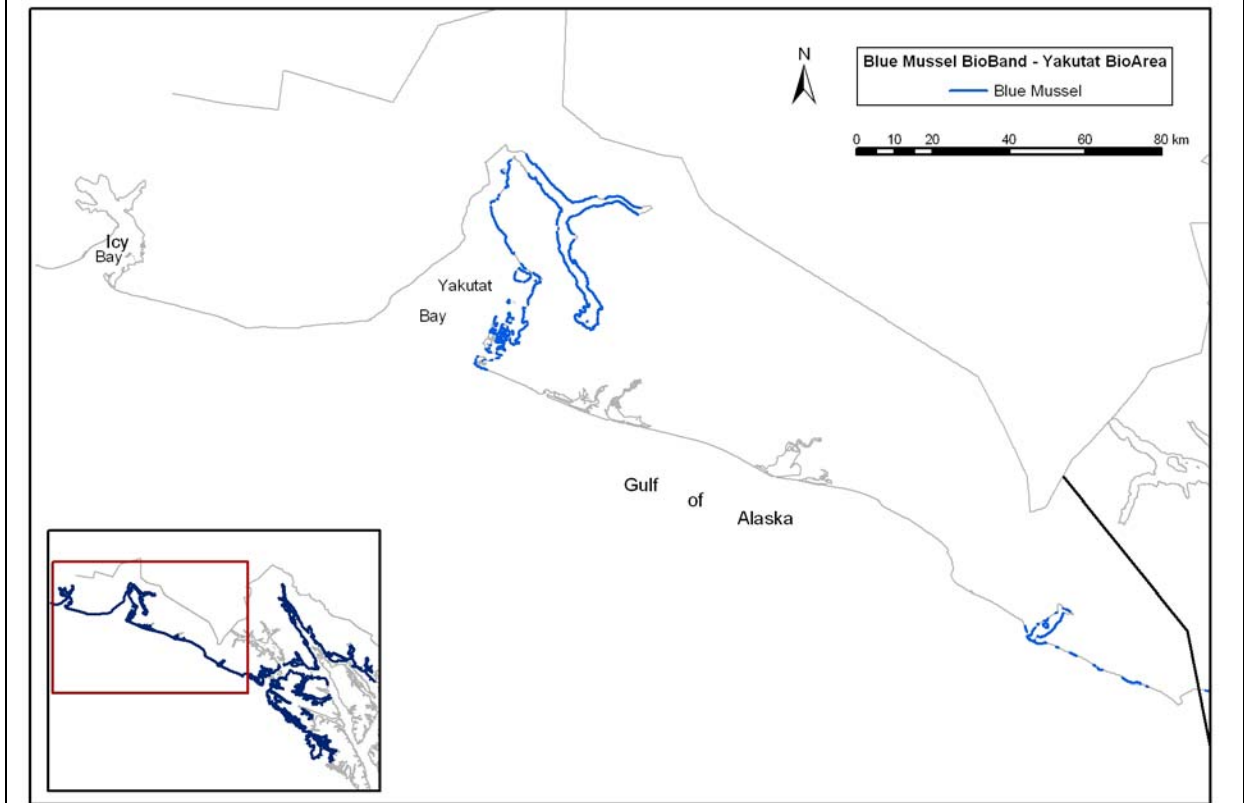 N
Blue Mussel BioBand - Yakutat BioArea
Blue Mussel
0 10 20 40 60 80 km
Icy
Bay
Yakutat
Bay
Gulf
of
Alaska